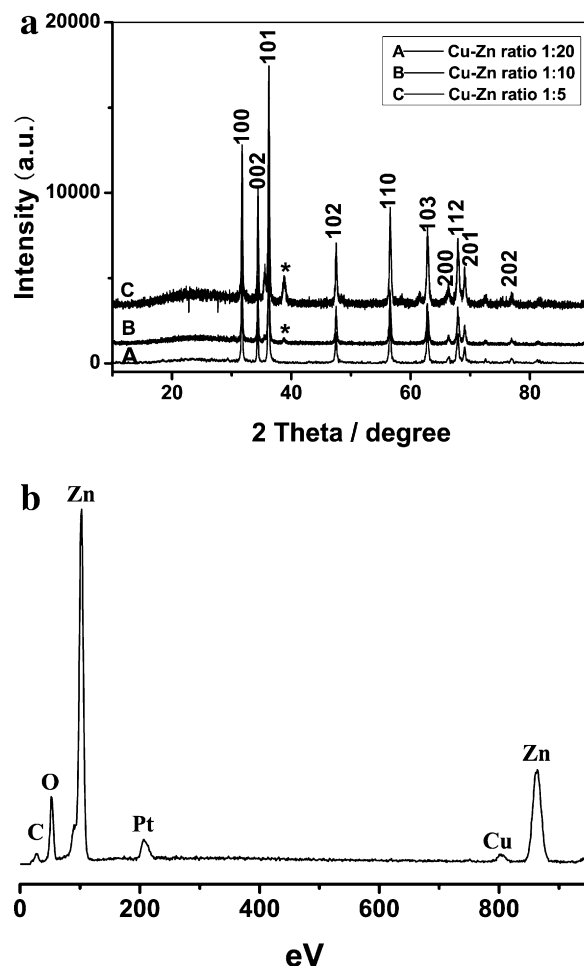 a
20000
10000
0
Intensity (a.u.)
A —— Cu-Zn ratio 1:20
B —— Cu-Zn ratio 1:10
C —— Cu-Zn ratio 1:5
100
002
101
102
110
103
200
112
201
202
C
*
B
*
A
20 40 60 80
2 Theta / degree
b
Zn
O
C
Pt
Cu
Zn
0 200 400 600 800
eV